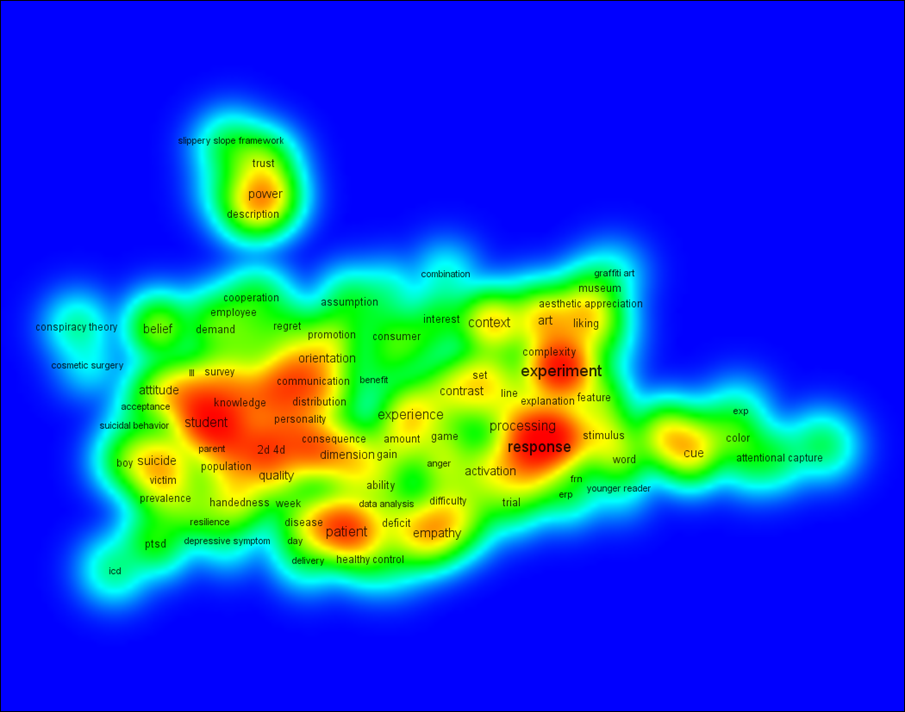 slippery slope framework
trust
power
description
combination
graffiti art
museum
cooperation
assumption
aesthetic appreciation
employee
conspiracy theory
belief
demand
regret
promotion
consumer
interest
context
art
liking
cosmetic surgery
lll
survey
orientation
complexity
experiment
attitude
communication
benefit
set
contrast
line
explanation
feature
acceptance
knowledge
distribution
suicidal behavior
student
personality
experience
processing
exp
parent
2d 4d
consequence
amount
game
response
stimulus
cue
color
boy
suicide
population
dimension
gain
anger
activation
word
attentional capture
victim
quality
ability
frn
prevalence
handedness
week
data analysis
difficulty
trial
erp
younger reader
resilience
disease
patient
deficit
empathy
ptsd
depressive symptom
day
icd
delivery
healthy control